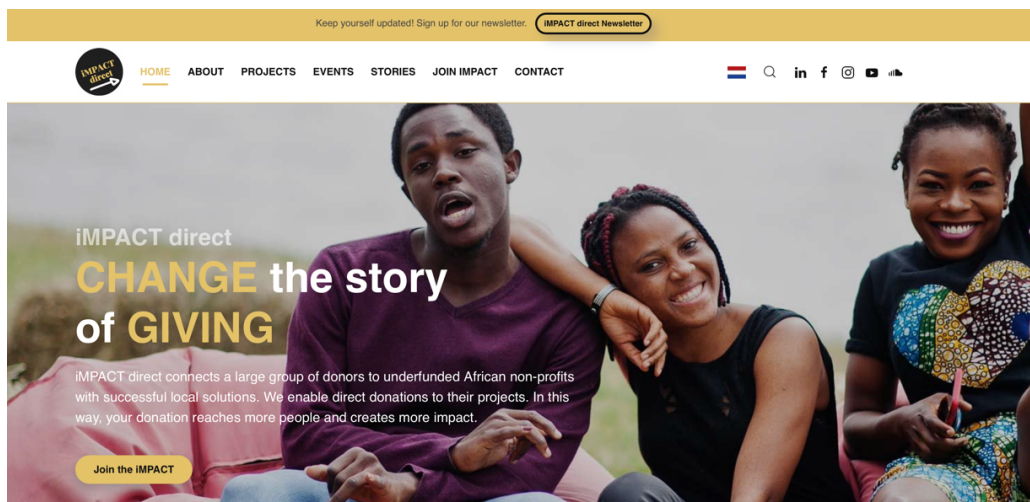 Keep yourself updated! Sign up for our newsletter. iMPACT direct Newsletter
iMPACT
direct
HOME ABOUT PROJECTS EVENTS STORIES JOIN IMPACT CONTACT
iMPACT direct
CHANGE the story
of GIVING
iMPACT direct connects a large group of donors to underfunded African non-profits
with successful local solutions. We enable direct donations to their projects. In this
way, your donation reaches more people and creates more impact.
Join the iMPACT